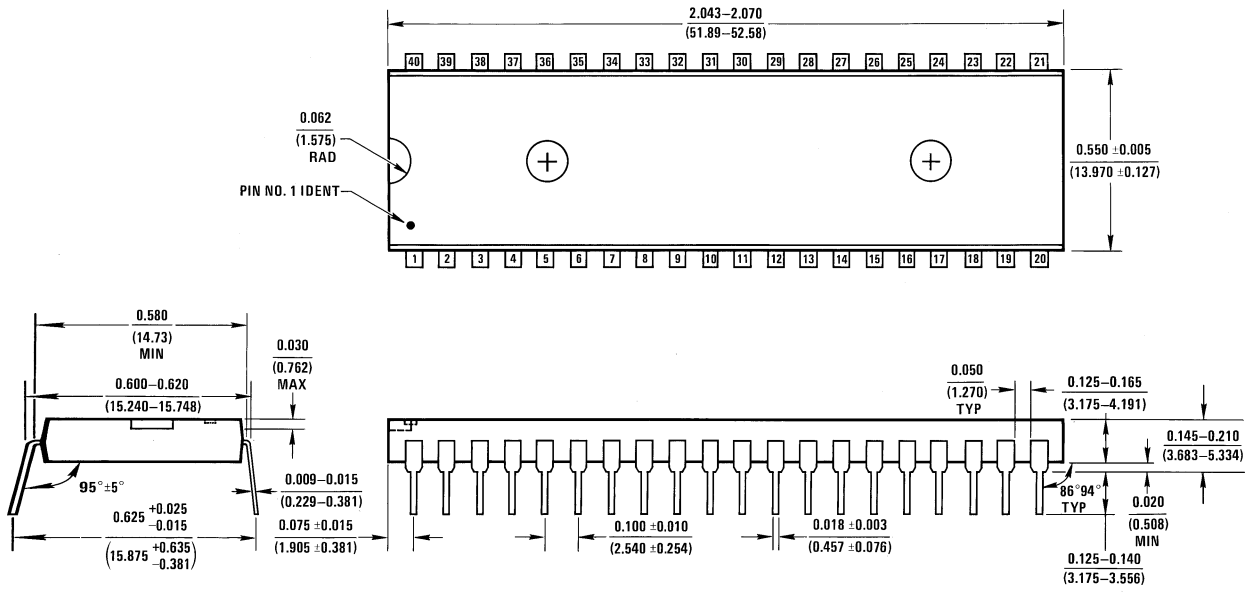 2.043–2.070
(51.89–52.58)
40 39 38 37 36 35 34 33 32 31 30 29 28 27 26 25 24 23 22 21
0.062
(1.575)
RAD
PIN NO. 1 IDENT
0.550 ±0.005
(13.970 ±0.127)
1 2 3 4 5 6 7 8 9 10 11 12 13 14 15 16 17 18 19 20
0.580
(14.73)
MIN
0.030
(0.762)
MAX
0.600–0.620
(15.240–15.748)
95°±5°
0.009–0.015
(0.229–0.381)
0.625 +0.025 -0.015
(15.875 +0.635 -0.381)
0.075 ±0.015
(1.905 ±0.381)
0.100 ±0.010
(2.540 ±0.254)
0.018 ±0.003
(0.457 ±0.076)
0.050
(1.270)
TYP
0.125–0.165
(3.175–4.191)
0.145–0.210
(3.683–5.334)
86°94°
TYP
0.020
(0.508)
MIN
0.125–0.140
(3.175–3.556)